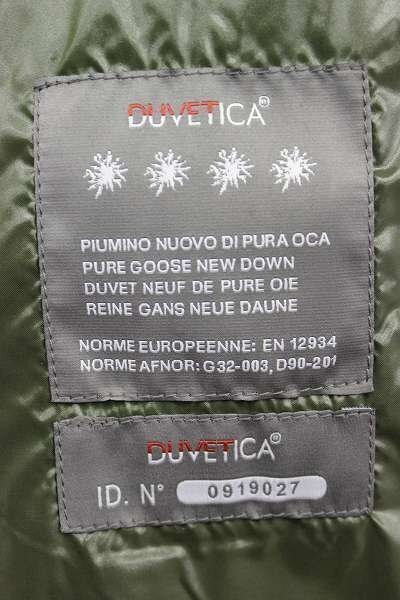 DUVETICA®
PIUMINO NUOVO DI PURA OCA
PURE GOOSE NEW DOWN
DUVET NEUF DE PURE OIE
REINE GANS NEUE DAUNE
NORME EUROPEENNE: EN 12934
NORME AFNOR: G32-003, D90-201
DUVETICA®
ID. N° 0919027